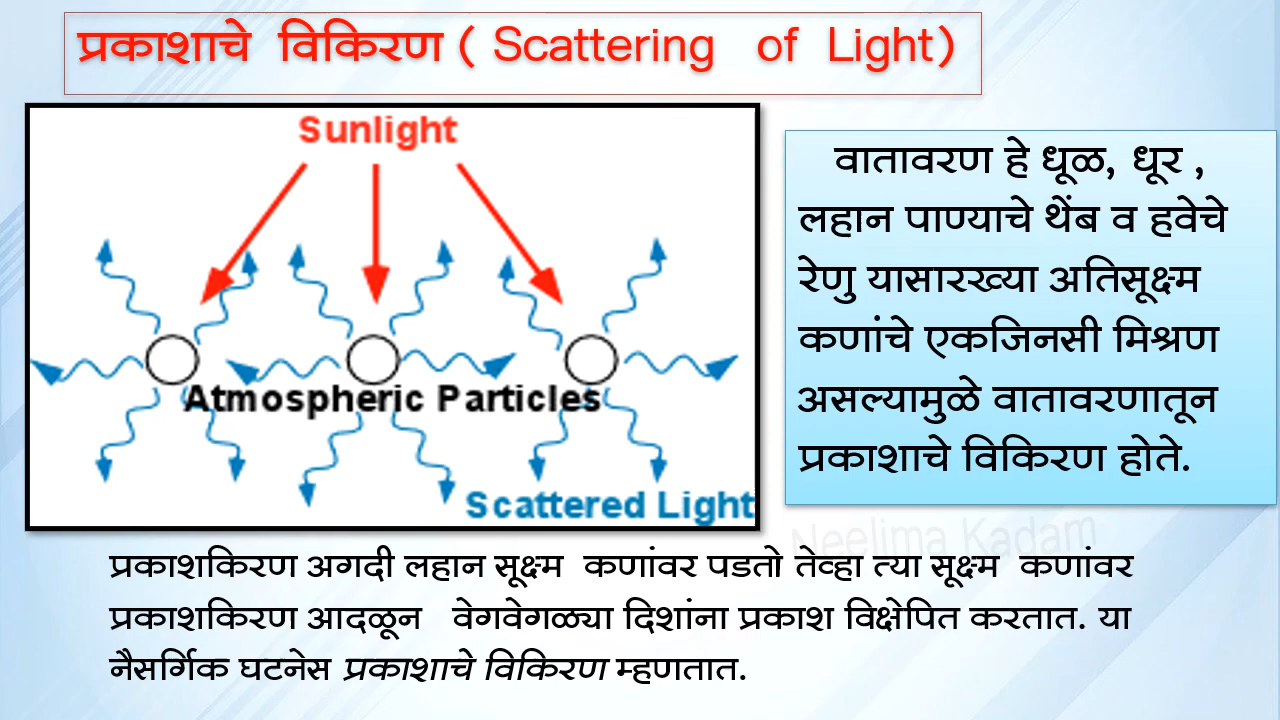 प्रकाशाचे विकिरण ( Scattering of Light)
Sunlight
Atmospheric Particles
Scattered Light
वातावरण हे धूळ, धूर ,
लहान पाण्याचे थेंब व हवेचे
रेणु यासारख्या अतिसूक्ष्म
कणांचे एकजिनसी मिश्रण
असल्यामुळे वातावरणातून
प्रकाशाचे विकिरण होते.
Neelima Kadam
प्रकाशकिरण अगदी लहान सूक्ष्म कणांवर पडतो तेव्हा त्या सूक्ष्म कणांवर
प्रकाशकिरण आदळून वेगवेगळ्या दिशांना प्रकाश विक्षेपित करतात. या
नैसर्गिक घटनेस प्रकाशाचे विकिरण म्हणतात.